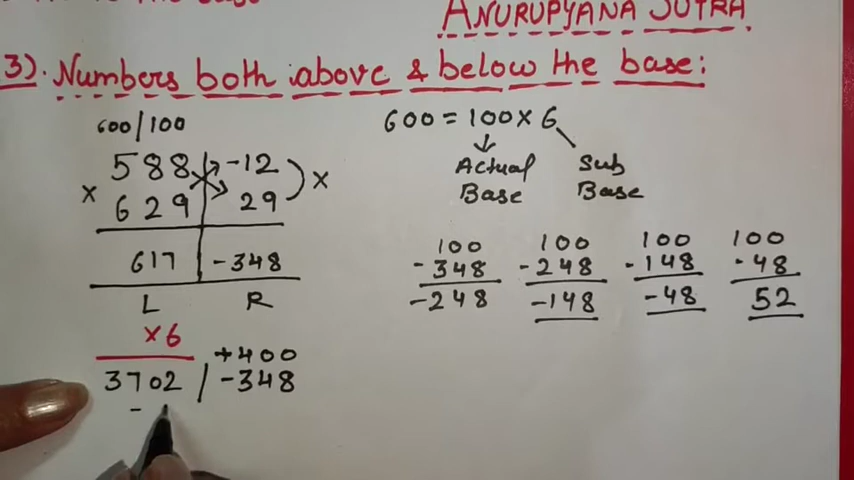 ANURUPYANA SUTRA
3). Numbers both above & below the base:
600/100
588 -12
× 629 29 ) ×
617 -348
L R
×6
+400
3702 / -348
-
600 = 100 × 6
Actual Base
Sub Base
100 100 100 100
-348 -248 -148 -48
-248 -148 -48 52